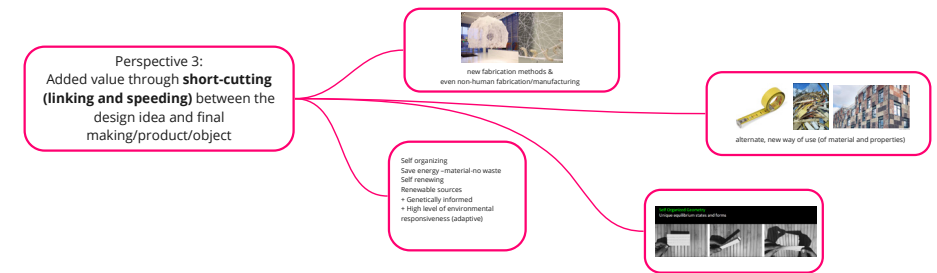 Perspective 3:
Added value through short-cutting
(linking and speeding) between the
design idea and final
making/product/object
new fabrication methods &
even non-human fabrication/manufacturing
alternate, new way of use (of material and properties)
Self organizing
Save energy –material-no waste
Self renewing
Renewable sources
+ Genetically informed
+ High level of environmental
responsiveness (adaptive)
Self Organized Geometry
Unique equilibrium states and forms